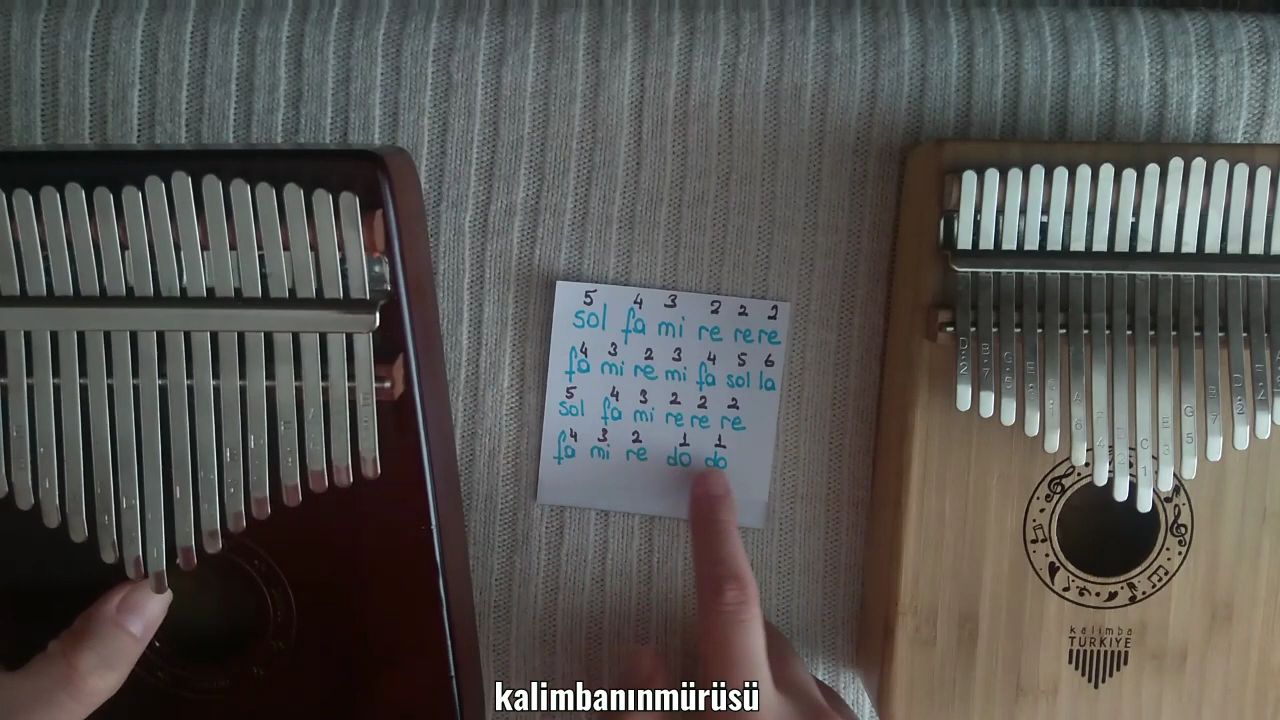 5 4 3 2 2 2
sol fa mi re re re
4 3 2 3 4 5 6
fa mi re mi fa sol la
5 4 3 2 2 2
sol fa mi re re re
4 3 2 1 1
fa mi re do do
kalimba
TÜRKİYE
kalimbanınmürüsü